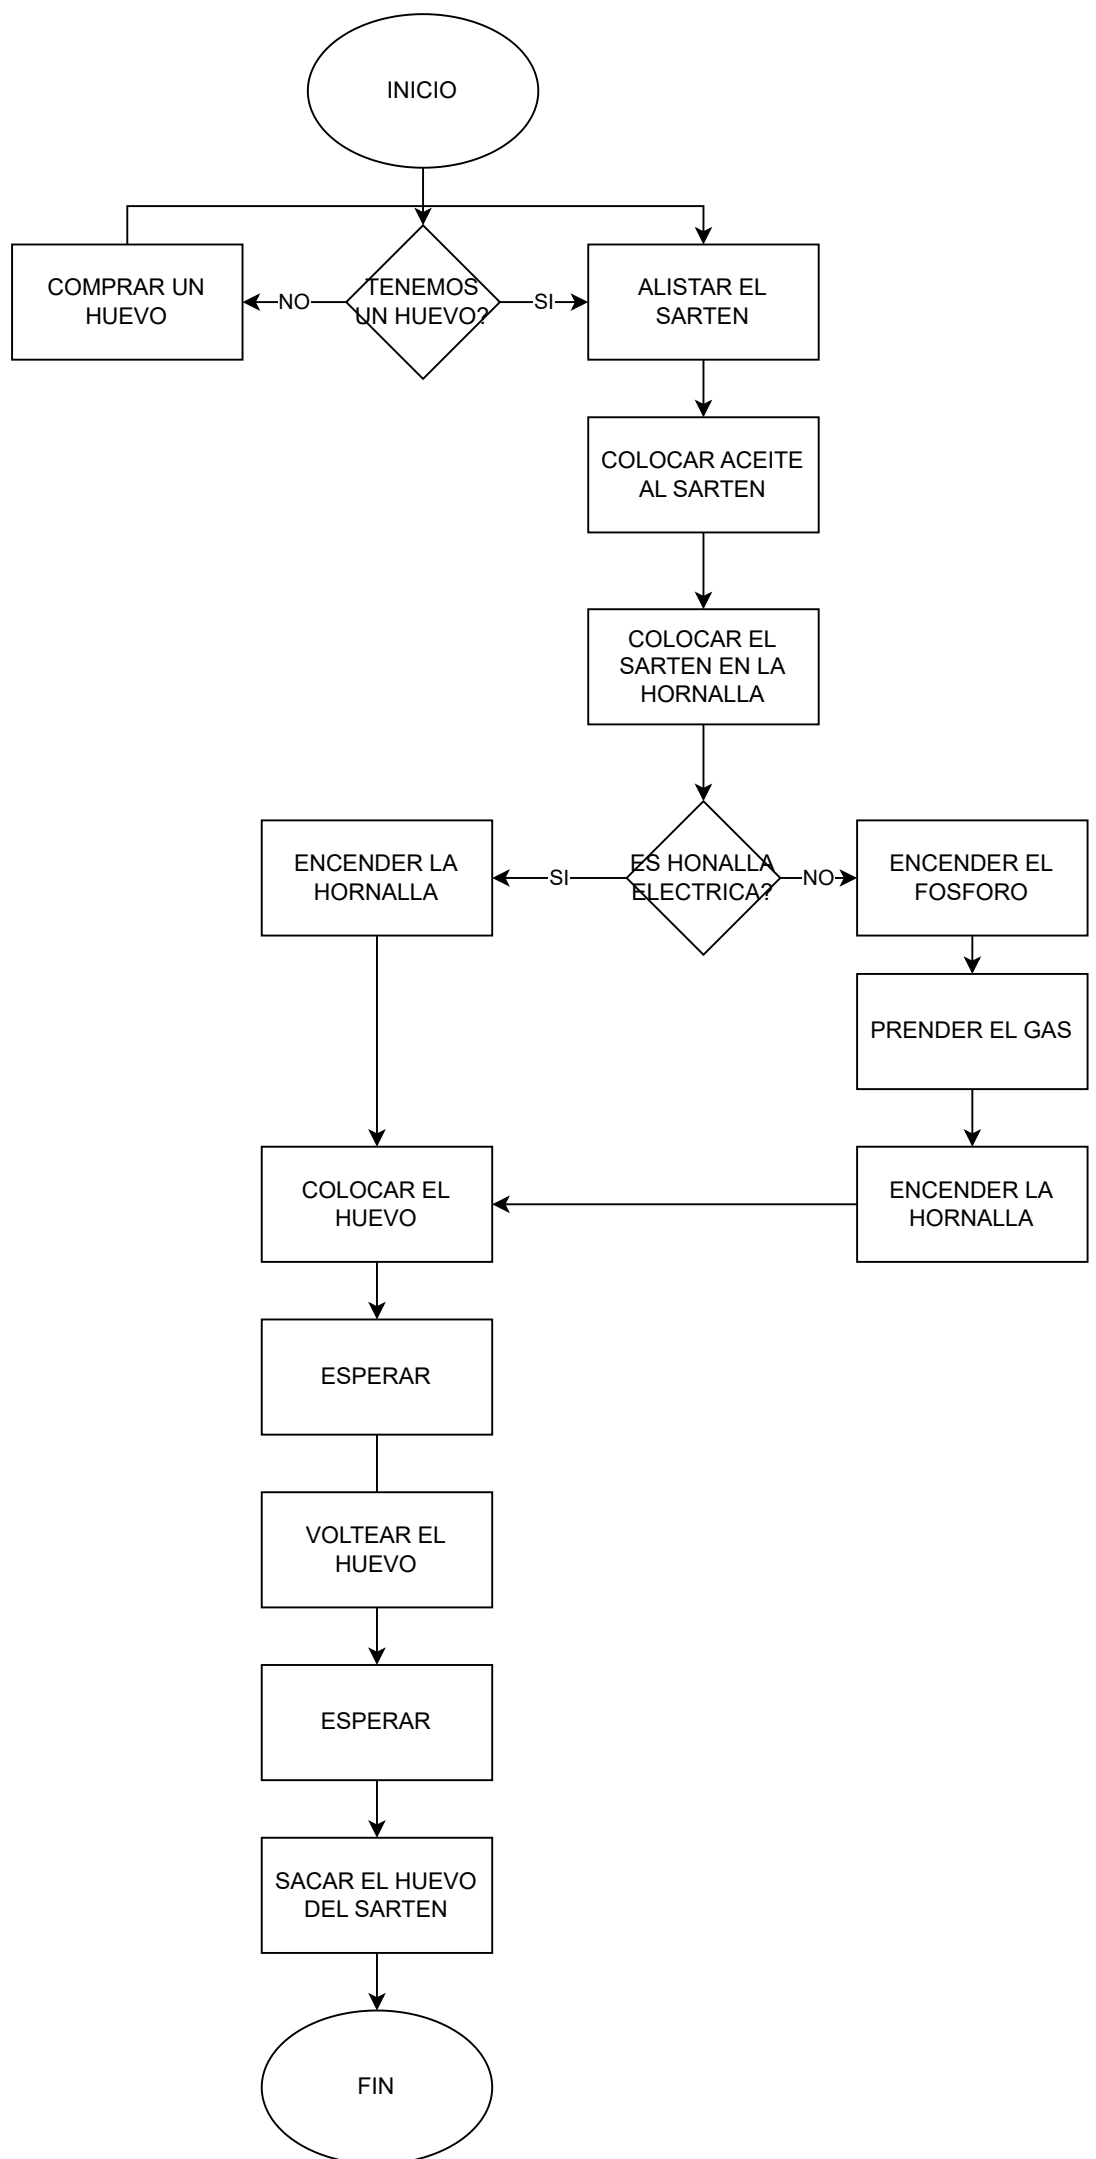 INICIO
COMPRAR UN
HUEVO
NO
TENEMOS
UN HUEVO?
SI
ALISTAR EL
SARTEN
COLOCAR ACEITE
AL SARTEN
COLOCAR EL
SARTEN EN LA
HORNALLA
ENCENDER LA
HORNALLA
SI
ES HONALLA
ELECTRICA?
NO
ENCENDER EL
FOSFORO
PRENDER EL GAS
COLOCAR EL
HUEVO
ENCENDER LA
HORNALLA
ESPERAR
VOLTEAR EL
HUEVO
ESPERAR
SACAR EL HUEVO
DEL SARTEN
FIN